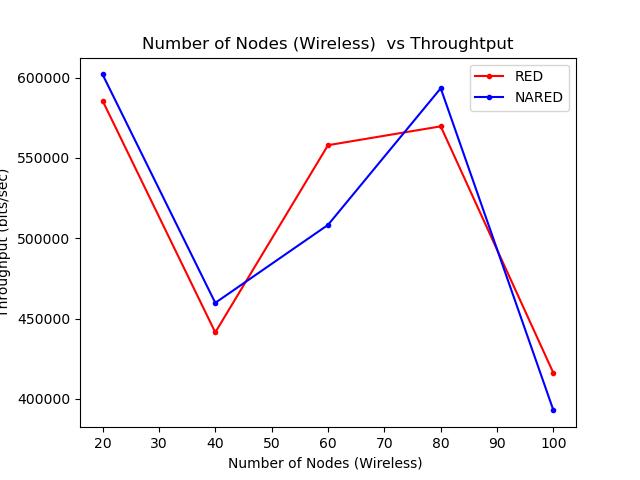 Number of Nodes (Wireless)  vs Throughtput
RED
NARED
600000
550000
500000
450000
400000
Throughput (bits/sec)
20 30 40 50 60 70 80 90 100
Number of Nodes (Wireless)